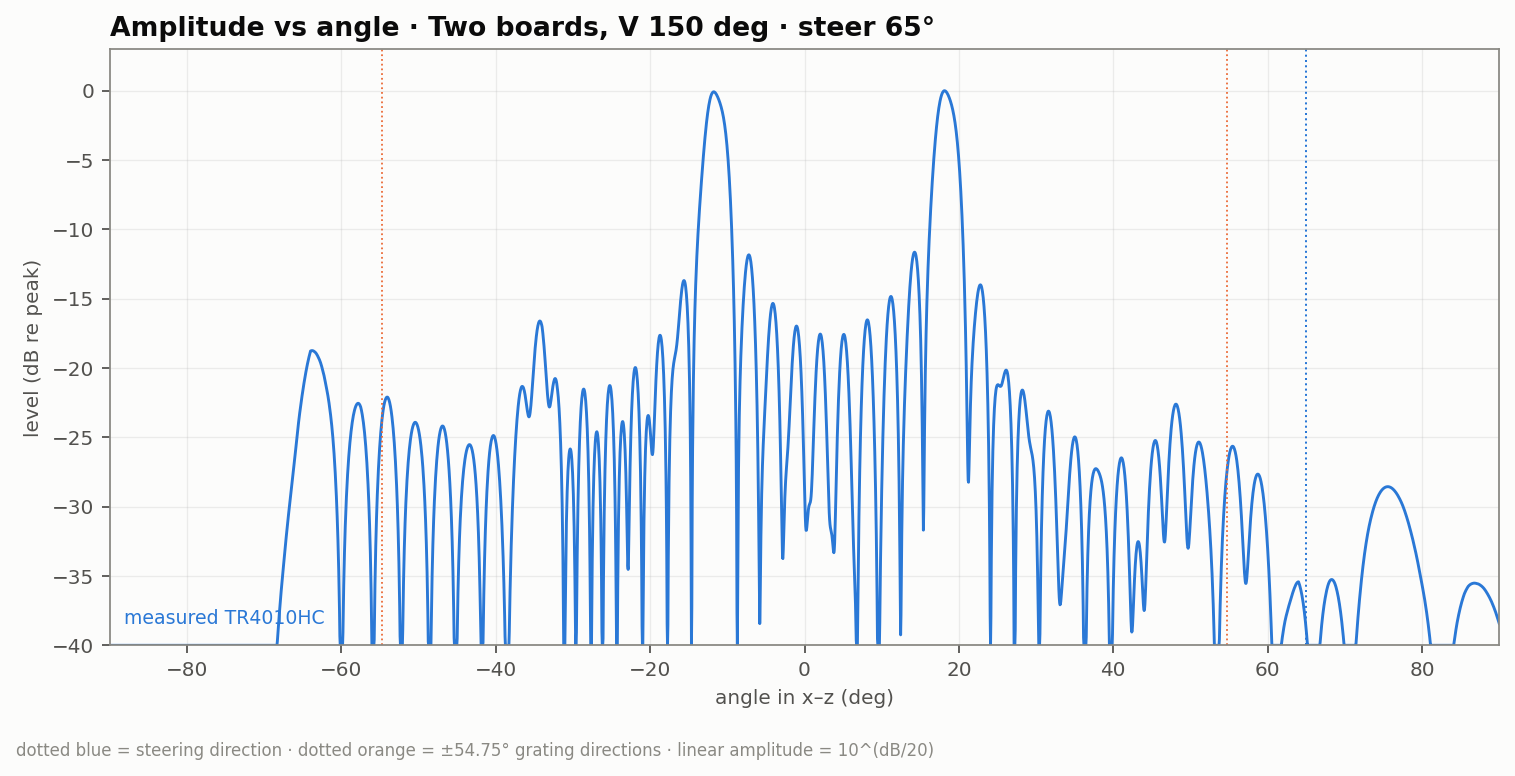 Amplitude vs angle · Two boards, V 150 deg · steer 65°
level (dB re peak)
0
−5
−10
−15
−20
−25
−30
−35
−40
measured TR4010HC
−80 −60 −40 −20 0 20 40 60 80
angle in x–z (deg)
dotted blue = steering direction · dotted orange = ±54.75° grating directions · linear amplitude = 10^(dB/20)